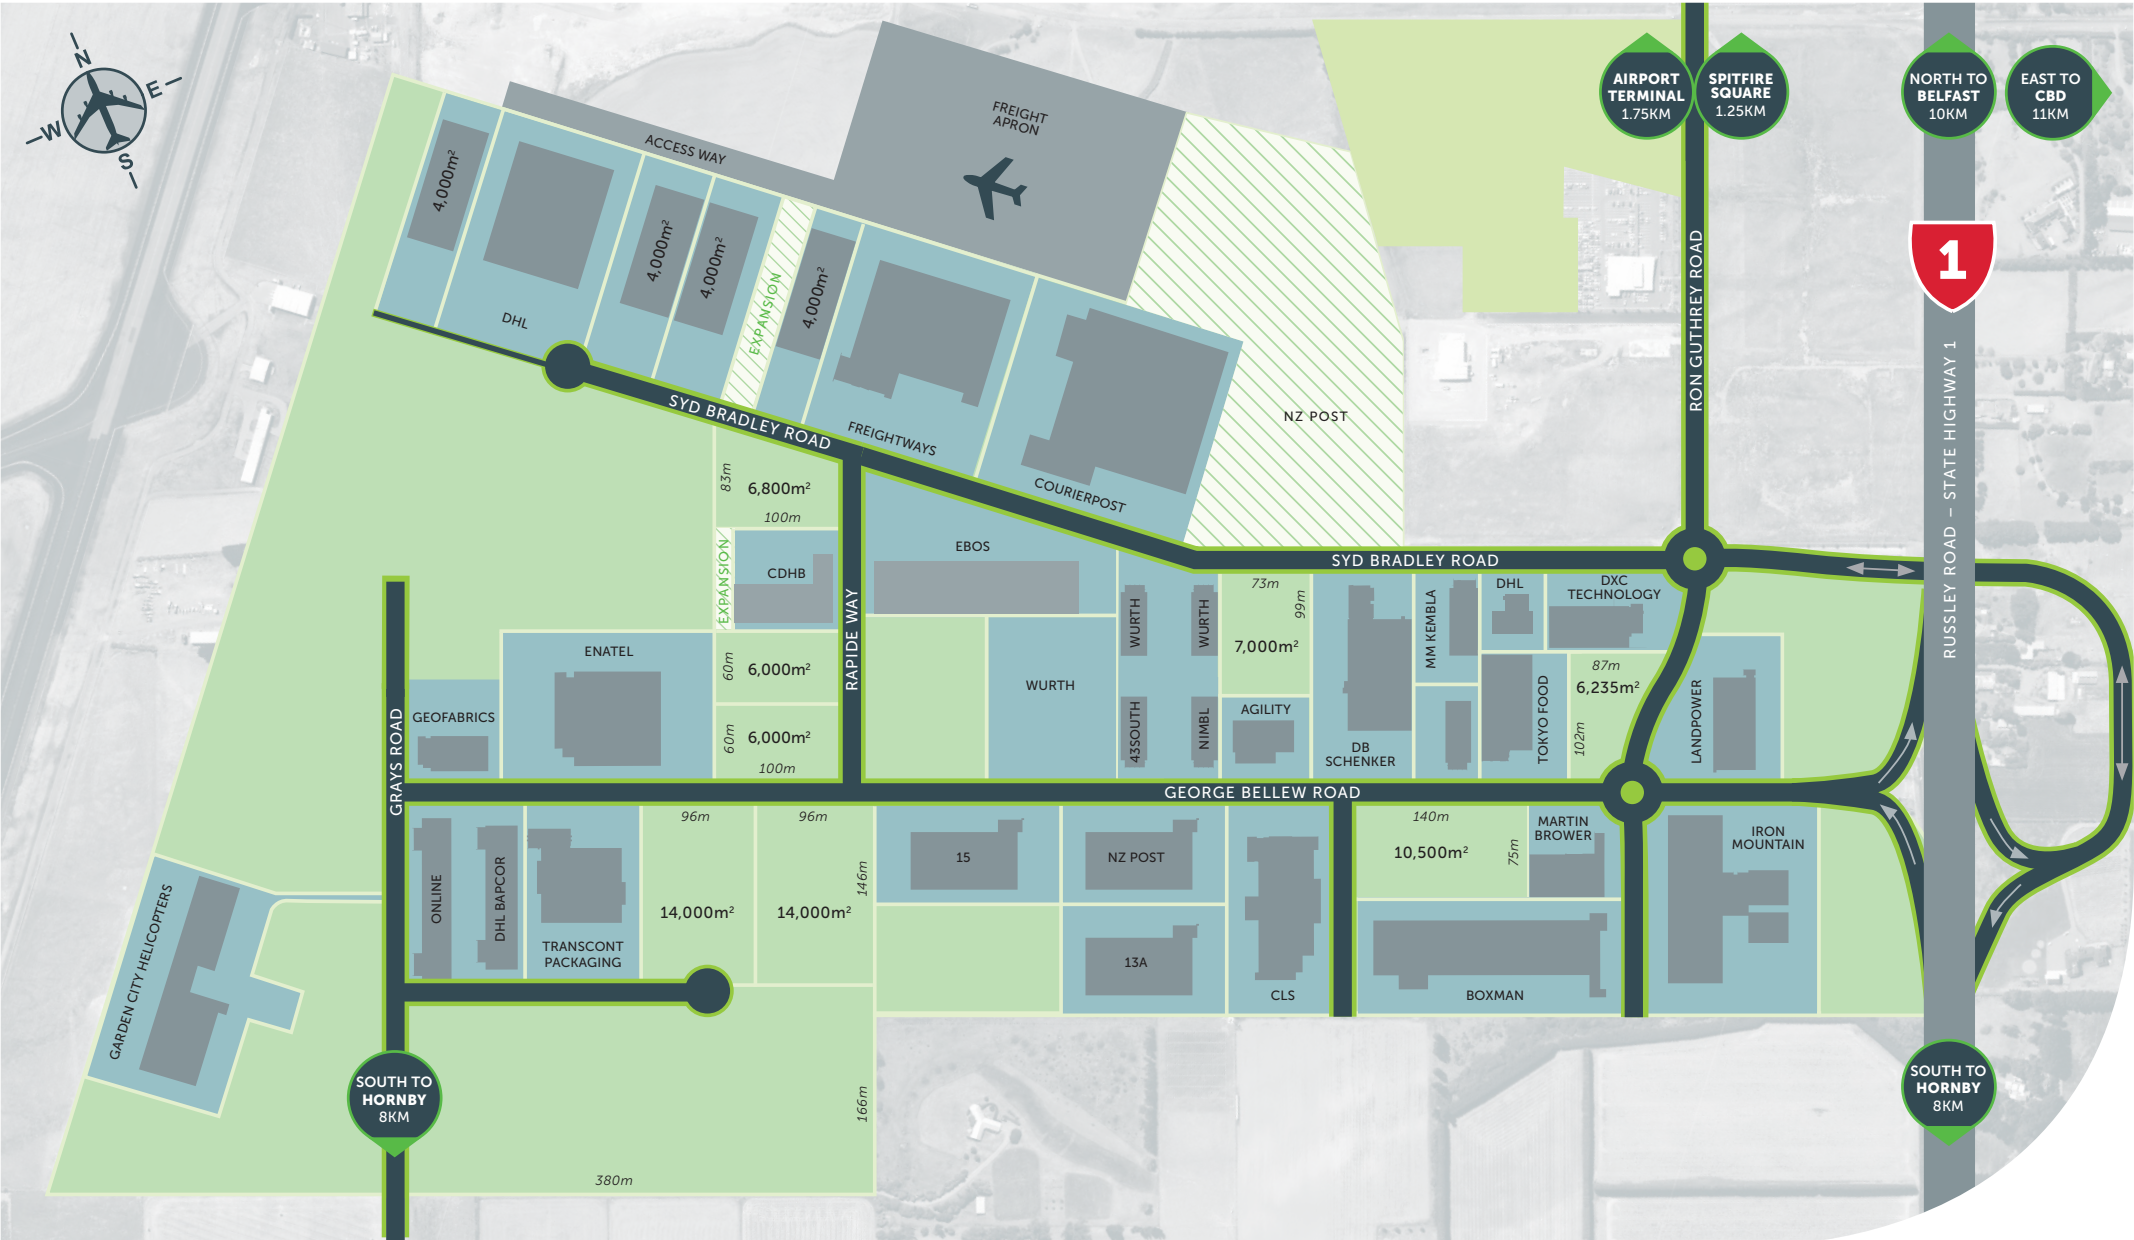 N
E
W
S
AIRPORT
TERMINAL
1.75KM
SPITFIRE
SQUARE
1.25KM
NORTH TO
BELFAST
10KM
EAST TO
CBD
11KM
FREIGHT
APRON
ACCESS WAY
4,000m²
4,000m²
4,000m²
EXPANSION
4,000m²
DHL
FREIGHTWAYS
COURIERPOST
NZ POST
SYD BRADLEY ROAD
RON GUTHREY ROAD
1
RUSSLEY ROAD – STATE HIGHWAY 1
83m
6,800m²
100m
EXPANSION
CDHB
RAPIDE WAY
EBOS
SYD BRADLEY ROAD
WURTH
WURTH
73m
99m
7,000m²
MM KEMBLA
DHL
DXC
TECHNOLOGY
ENATEL
60m
6,000m²
WURTH
87m
6,235m²
102m
GEOFABRICS
60m
6,000m²
100m
43SOUTH
NIMBL
AGILITY
DB
SCHENKER
TOKYO FOOD
LANDPOWER
GRAYS ROAD
GEORGE BELLEW ROAD
ONLINE
DHL BAPCOR
TRANSCONT
PACKAGING
96m
14,000m²
96m
14,000m²
146m
15
NZ POST
13A
CLS
140m
10,500m²
75m
MARTIN
BROWER
BOXMAN
IRON
MOUNTAIN
GARDEN CITY HELICOPTERS
SOUTH TO
HORNBY
8KM
166m
380m
SOUTH TO
HORNBY
8KM